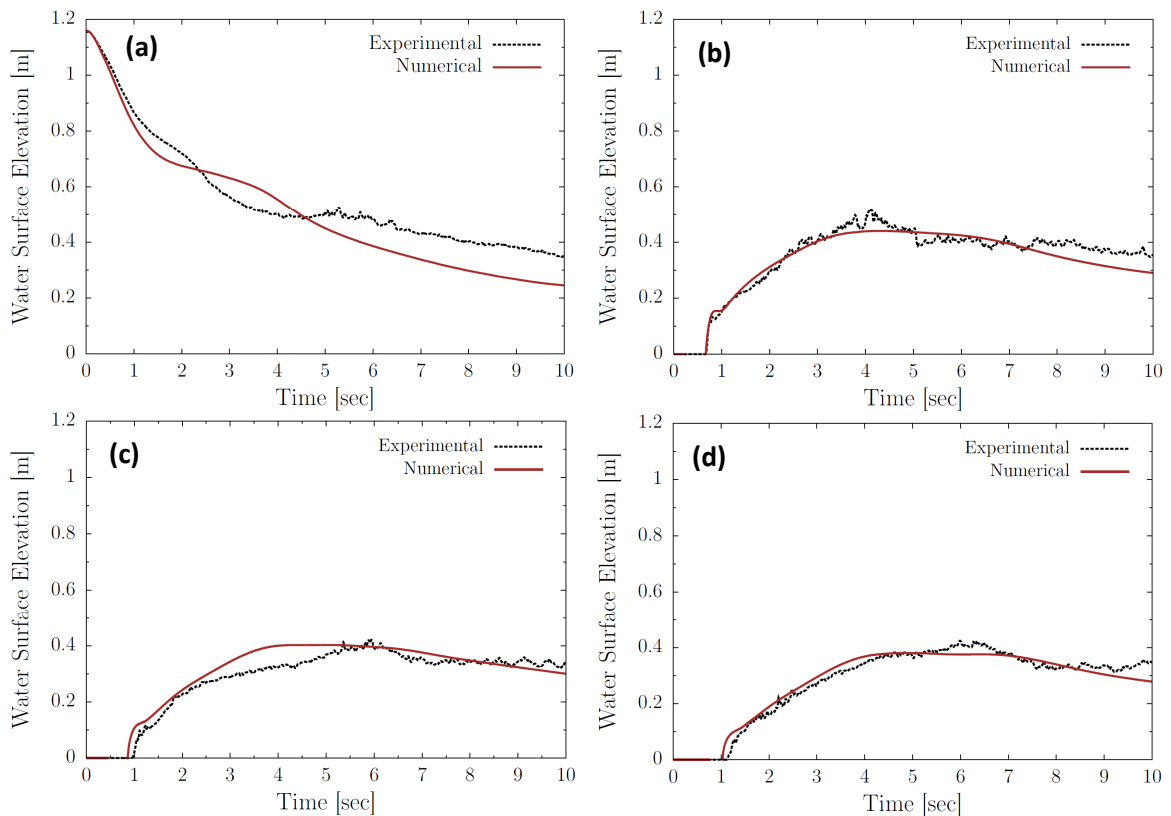 (a)
Experimental
Numerical
Water Surface Elevation [m]
1.2
1
0.8
0.6
0.4
0.2
0
0 1 2 3 4 5 6 7 8 9 10
Time [sec]
(b)
Experimental
Numerical
Water Surface Elevation [m]
1.2
1
0.8
0.6
0.4
0.2
0
0 1 2 3 4 5 6 7 8 9 10
Time [sec]
(c)
Experimental
Numerical
Water Surface Elevation [m]
1.2
1
0.8
0.6
0.4
0.2
0
0 1 2 3 4 5 6 7 8 9 10
Time [sec]
(d)
Experimental
Numerical
Water Surface Elevation [m]
1.2
1
0.8
0.6
0.4
0.2
0
0 1 2 3 4 5 6 7 8 9 10
Time [sec]